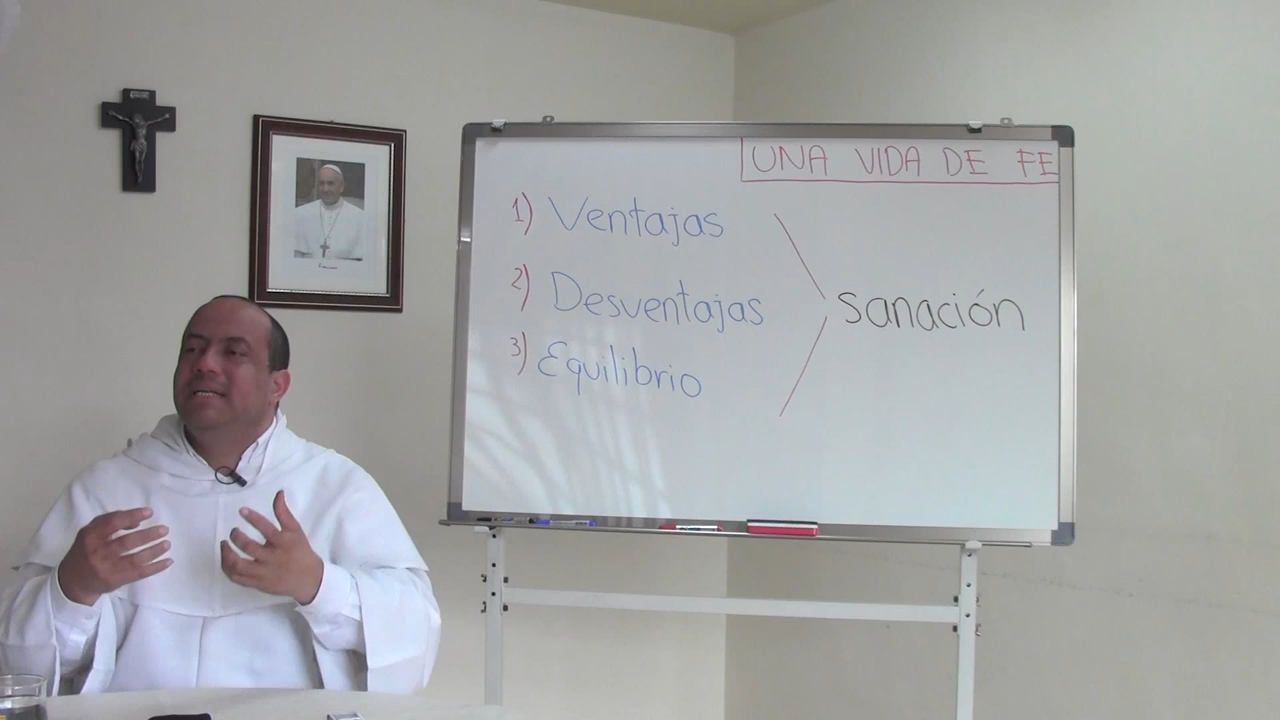 UNA VIDA DE FE
1) Ventajas
2) Desventajas
3) Equilibrio
sanación